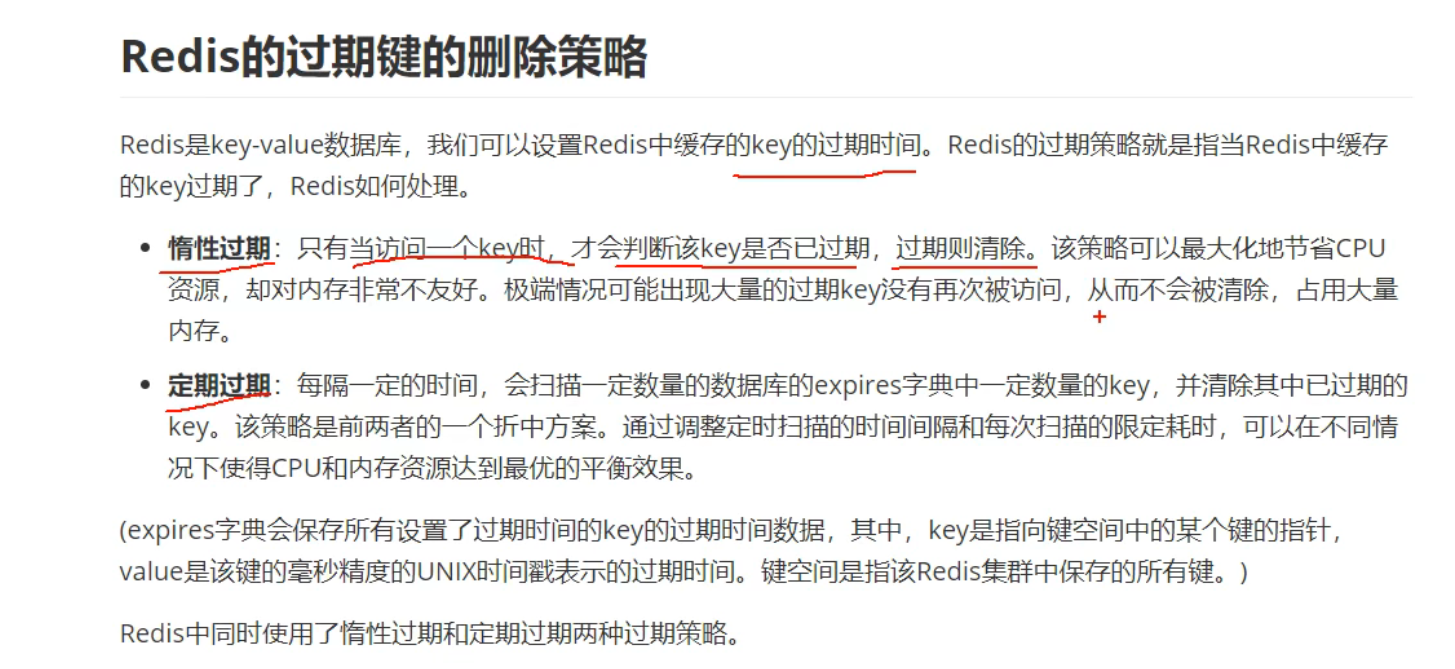 Redis的过期键的删除策略
Redis是key-value数据库，我们可以设置Redis中缓存的key的过期时间。Redis的过期策略就是指当Redis中缓存
的key过期了，Redis如何处理。
惰性过期：只有当访问一个key时，才会判断该key是否已过期，过期则清除。该策略可以最大化地节省CPU
资源，却对内存非常不友好。极端情况可能出现大量的过期key没有再次被访问，从而不会被清除，占用大量
内存。
定期过期：每隔一定的时间，会扫描一定数量的数据库的expires字典中一定数量的key，并清除其中已过期的
key。该策略是前两者的一个折中方案。通过调整定时扫描的时间间隔和每次扫描的限定耗时，可以在不同情
况下使得CPU和内存资源达到最优的平衡效果。
(expires字典会保存所有设置了过期时间的key的过期时间数据，其中，key是指向键空间中的某个键的指针，
value是该键的毫秒精度的UNIX时间戳表示的过期时间。键空间是指该Redis集群中保存的所有键。)
Redis中同时使用了惰性过期和定期过期两种过期策略。